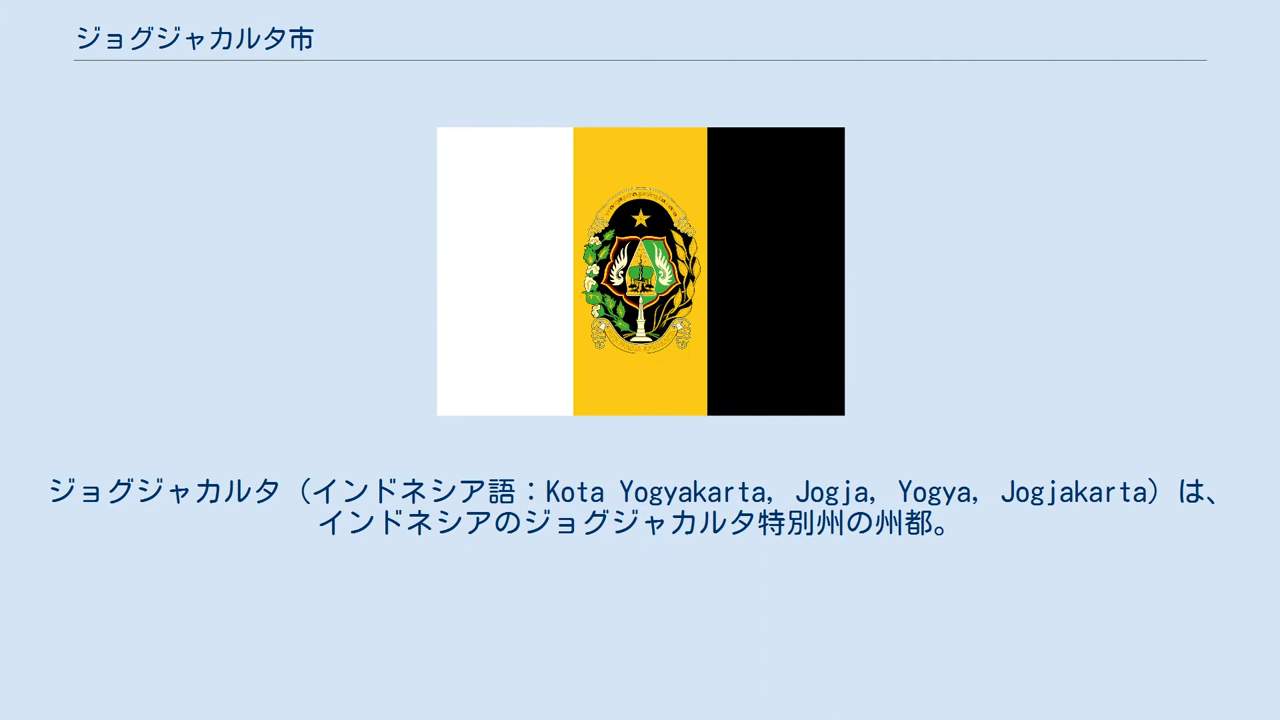 ジョグジャカルタ市
ジョグジャカルタ（インドネシア語：Kota Yogyakarta, Jogja, Yogya, Jogjakarta）は、
インドネシアのジョグジャカルタ特別州の州都。